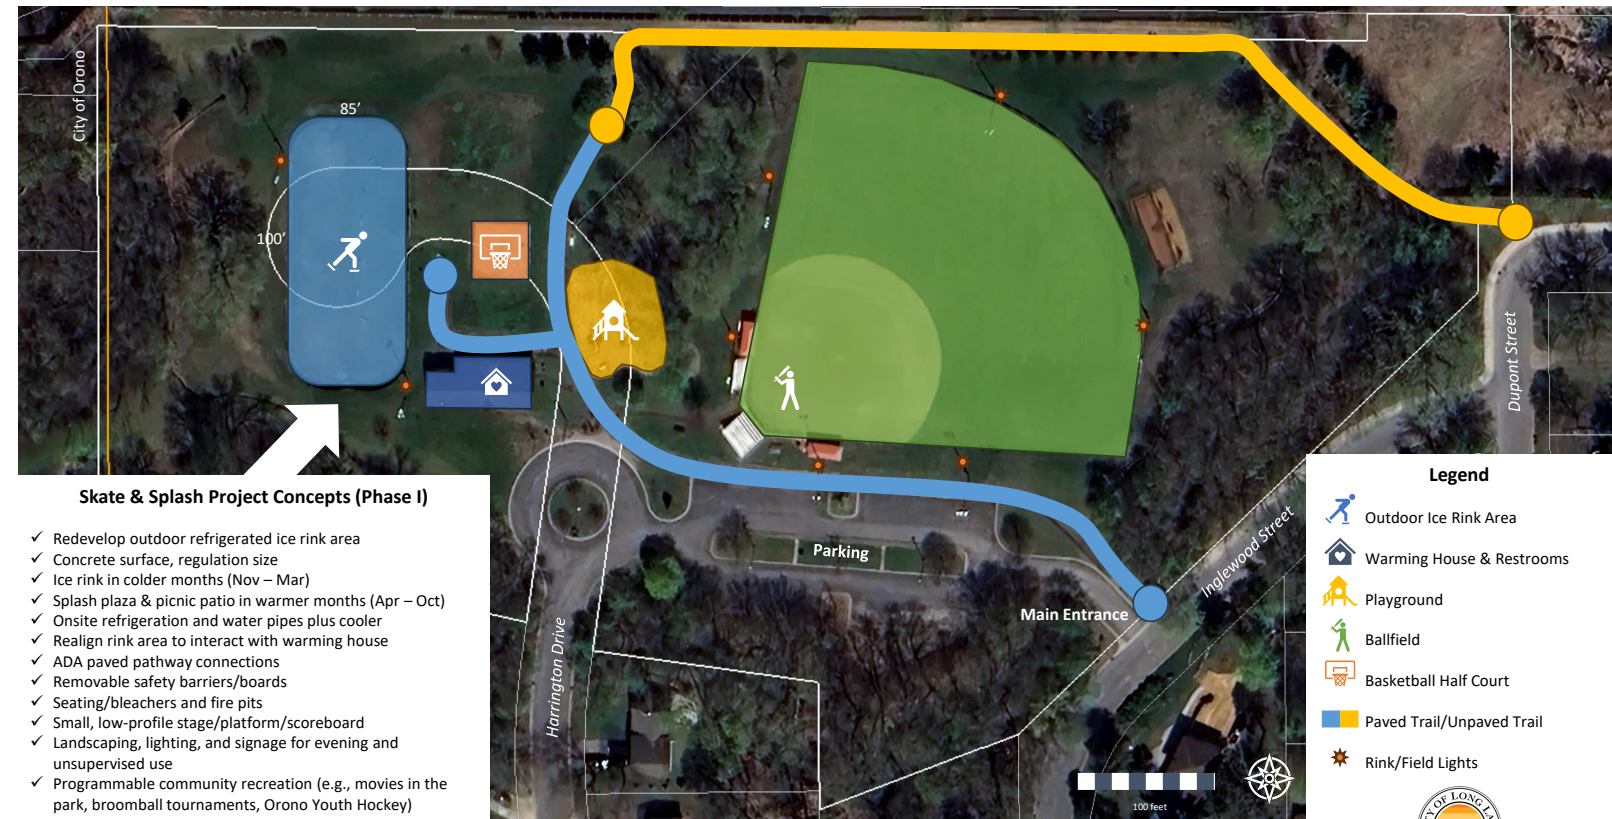 City of Orono
85'
100'
Parking
Main Entrance
Inglewood Street
Dupont Street
Harrington Drive
100 feet
Skate & Splash Project Concepts (Phase I)
✓ Redevelop outdoor refrigerated ice rink area
✓ Concrete surface, regulation size
✓ Ice rink in colder months (Nov – Mar)
✓ Splash plaza & picnic patio in warmer months (Apr – Oct)
✓ Onsite refrigeration and water pipes plus cooler
✓ Realign rink area to interact with warming house
✓ ADA paved pathway connections
✓ Removable safety barriers/boards
✓ Seating/bleachers and fire pits
✓ Small, low-profile stage/platform/scoreboard
✓ Landscaping, lighting, and signage for evening and
unsupervised use
✓ Programmable community recreation (e.g., movies in the
park, broomball tournaments, Orono Youth Hockey)
Legend
Outdoor Ice Rink Area
Warming House & Restrooms
Playground
Ballfield
Basketball Half Court
Paved Trail/Unpaved Trail
Rink/Field Lights
OF LONG